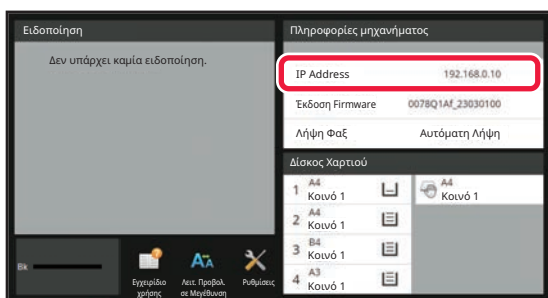 Ειδοποίηση
Δεν υπάρχει καμία ειδοποίηση.
Πληροφορίες μηχανήματος
IP Address 192.168.0.10
Έκδοση Firmware 0078Q1Af_23030100
Λήψη Φαξ Αυτόματη Λήψη
Δίσκος Χαρτιού
1 A4 Κοινό 1
A4 Κοινό 1
2 A4 Κοινό 1
3 B4 Κοινό 1
4 A3 Κοινό 1
Bk
Εγχειρίδιο χρήσης
Λειτ. Προβολ. σε Μεγέθυνση
Ρυθμίσεις